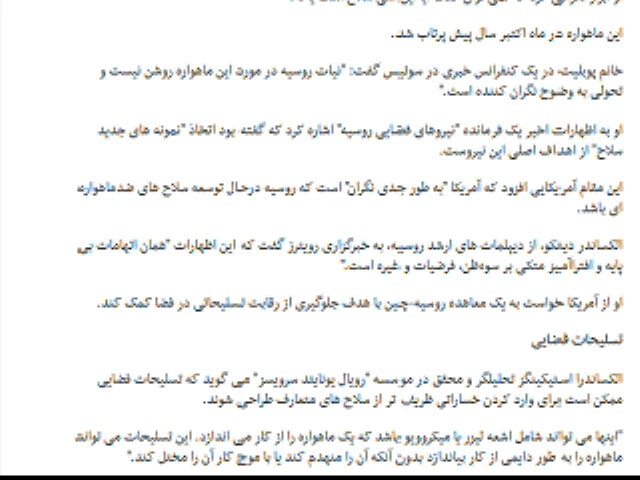 این ماهواره در ماه اکتبر سال پیش پرتاب شد.
خانم پوبلیت، در یک کنفرانس خبری در سوئیس گفت: "نیات روسیه در مورد این ماهواره روشن نیست و
تحولی به وضوح نگران کننده است."
او به اظهارات اخیر یک فرمانده "نیروهای فضایی روسیه" اشاره کرد که گفته بود اتخاذ "نمونه های جدید
سلاح" از اهداف اصلی این نیروست.
این مقام آمریکایی افزود که آمریکا "به طور جدی نگران" است که روسیه درحال توسعه سلاح های ضدماهواره
ای باشد.
الکساندر دینکو، از دیپلمات های ارشد روسیه، به خبرگزاری رویترز گفت که این اظهارات "همان اتهامات بی
پایه و افتراآمیز متکی بر سوءظن، فرضیات و غیره است."
او از آمریکا خواست به یک معاهده روسیه-چین با هدف جلوگیری از رقابت تسلیحاتی در فضا کمک کند.
تسلیحات فضایی
الکساندرا استیکینگز تحلیلگر و محقق در موسسه "رویال یونایتد سرویسز" می گوید که تسلیحات فضایی
ممکن است برای وارد کردن خساراتی ظریف تر از سلاح های متعارف طراحی شوند.
"اینها می تواند شامل اشعه لیزر یا میکروویو باشد که یک ماهواره را از کار می اندازد. این تسلیحات می تواند
ماهواره را به طور دایمی از کار بیاندازد بدون آنکه آن را منهدم کند یا با موج کار آن را مختل کند."